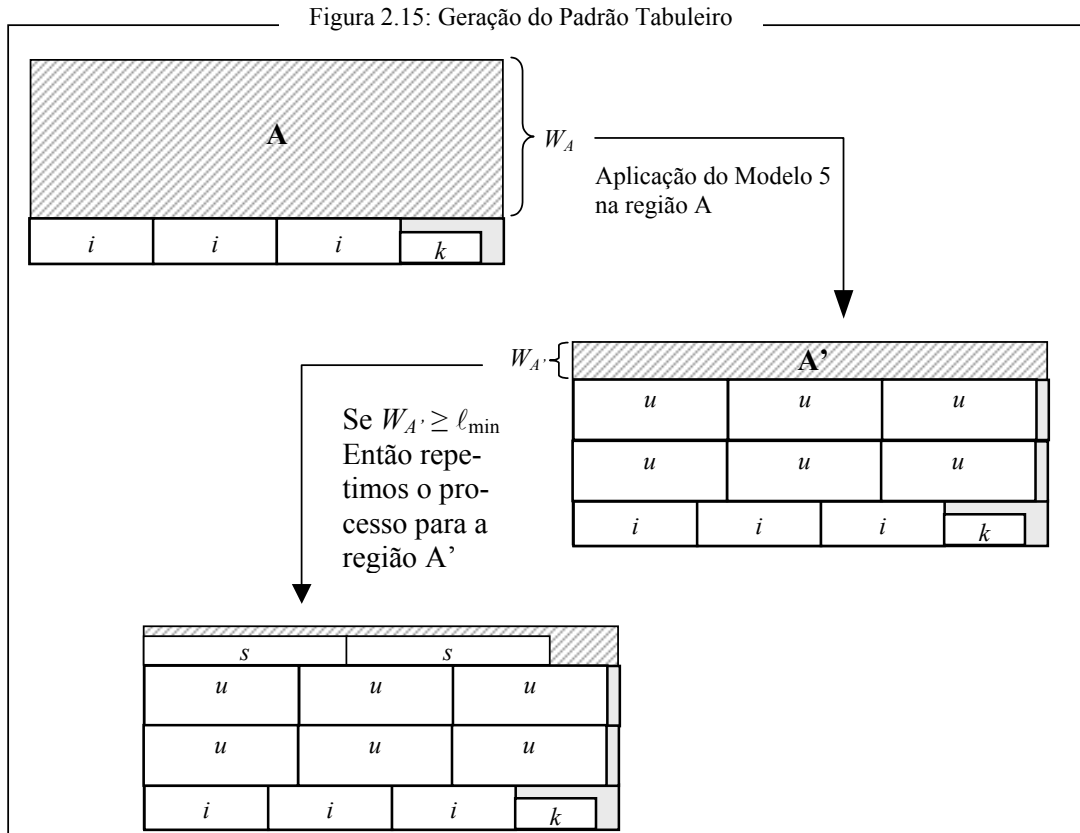 Figura 2.15: Geração do Padrão Tabuleiro
A
W_A
Aplicação do Modelo 5
na região A
i i i k
W_A’
A’
u u u
u u u
i i i k
Se W_A’ ≥ ℓ_min
Então repe-
timos o pro-
cesso para a
região A’
s s
u u u
u u u
i i i k